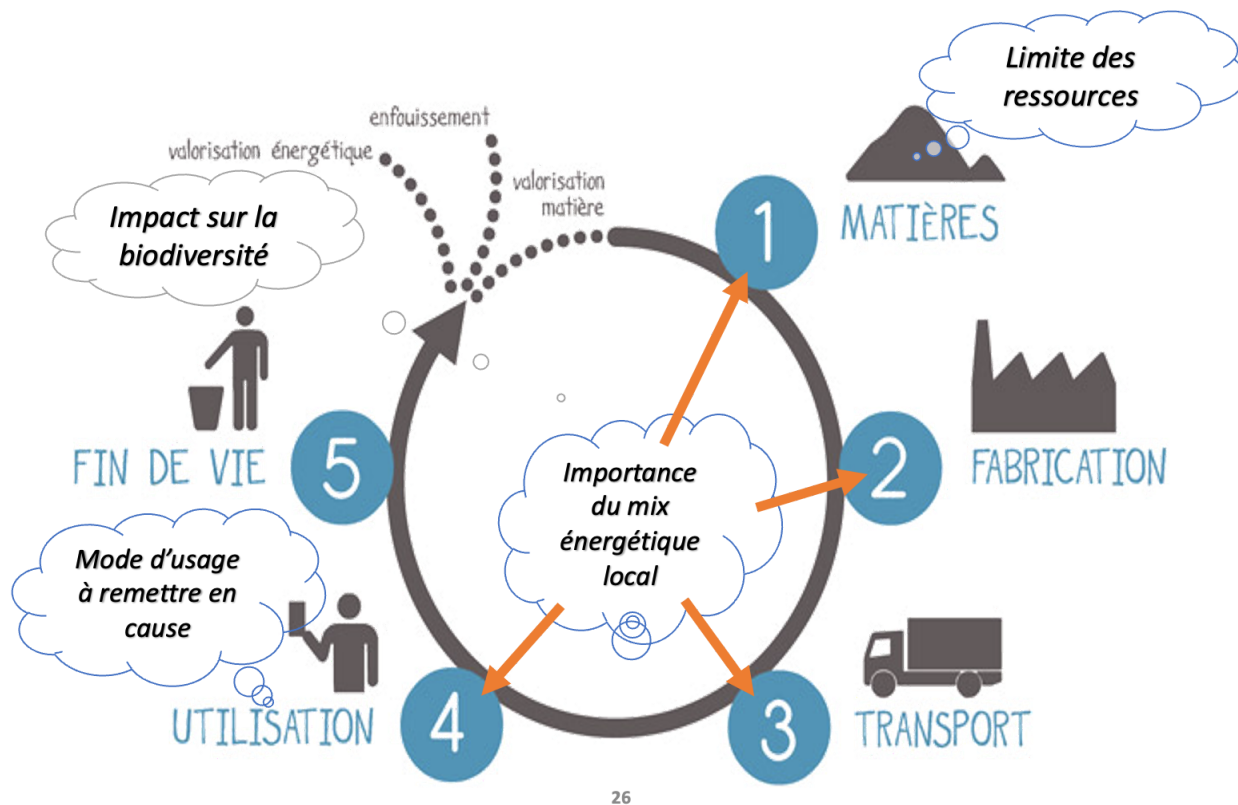 Limite des
ressources
enfouissement
valorisation énergétique
valorisation
matière
Impact sur la
biodiversité
1
MATIÈRES
2
FABRICATION
Importance
du mix
énergétique
local
5
FIN DE VIE
Mode d’usage
à remettre en
cause
4
UTILISATION
3
TRANSPORT
26